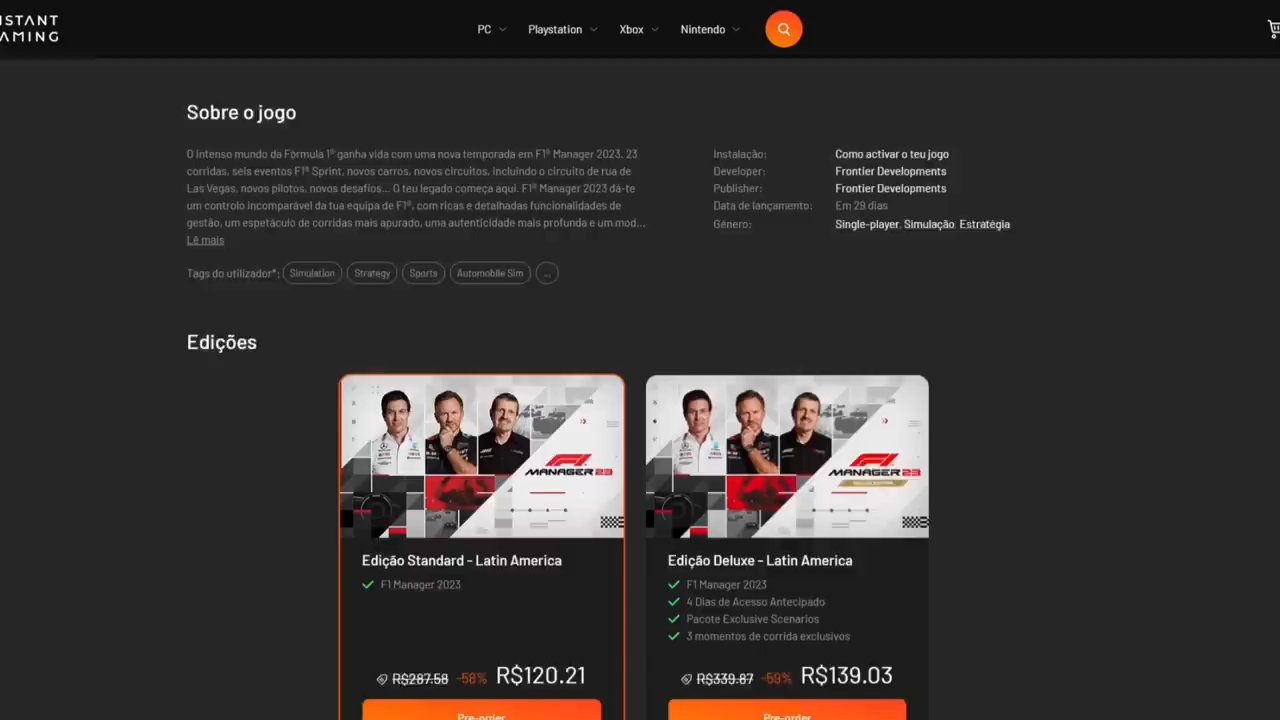 NSTANT
AMING
PC
Playstation
Xbox
Nintendo
Sobre o jogo
O intenso mundo da Fórmula 1® ganha vida com uma nova temporada em F1® Manager 2023. 23
corridas, seis eventos F1® Sprint, novos carros, novos circuitos, incluindo o circuito de rua de
Las Vegas, novos pilotos, novos desafios... O teu legado começa aqui. F1® Manager 2023 dá-te
um controlo incomparável da tua equipa de F1®, com ricas e detalhadas funcionalidades de
gestão, um espetáculo de corridas mais apurado, uma autenticidade mais profunda e um mod...
Lê mais
Instalação: Como activar o teu jogo
Developer: Frontier Developments
Publisher: Frontier Developments
Data de lançamento: Em 29 dias
Género: Single-player, Simulação, Estratégia
Tags do utilizador*: Simulation Strategy Sports Automobile Sim ...
Edições
F1
MANAGER 23
F1
MANAGER 23
Edição Standard - Latin America
F1 Manager 2023
R$287.58 -58% R$120.21
Pre-order
Edição Deluxe - Latin America
F1 Manager 2023
4 Dias de Acesso Antecipado
Pacote Exclusive Scenarios
3 momentos de corrida exclusivos
R$339.87 -59% R$139.03
Pre-order